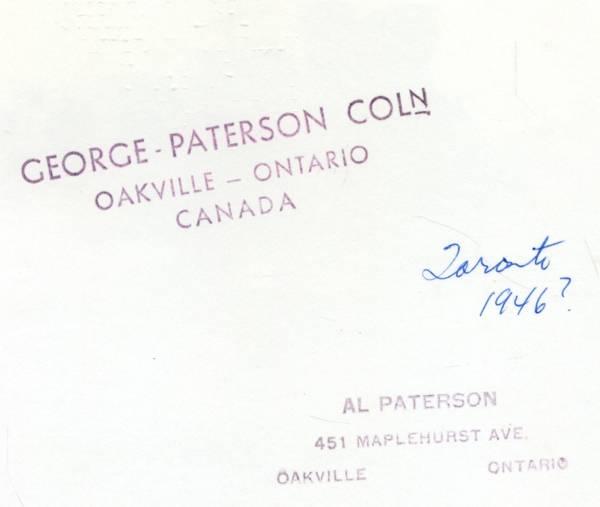 GEORGE-PATERSON COLN
OAKVILLE – ONTARIO
CANADA
Toronto
1946?
AL PATERSON
451 MAPLEHURST AVE.
OAKVILLE ONTARIO